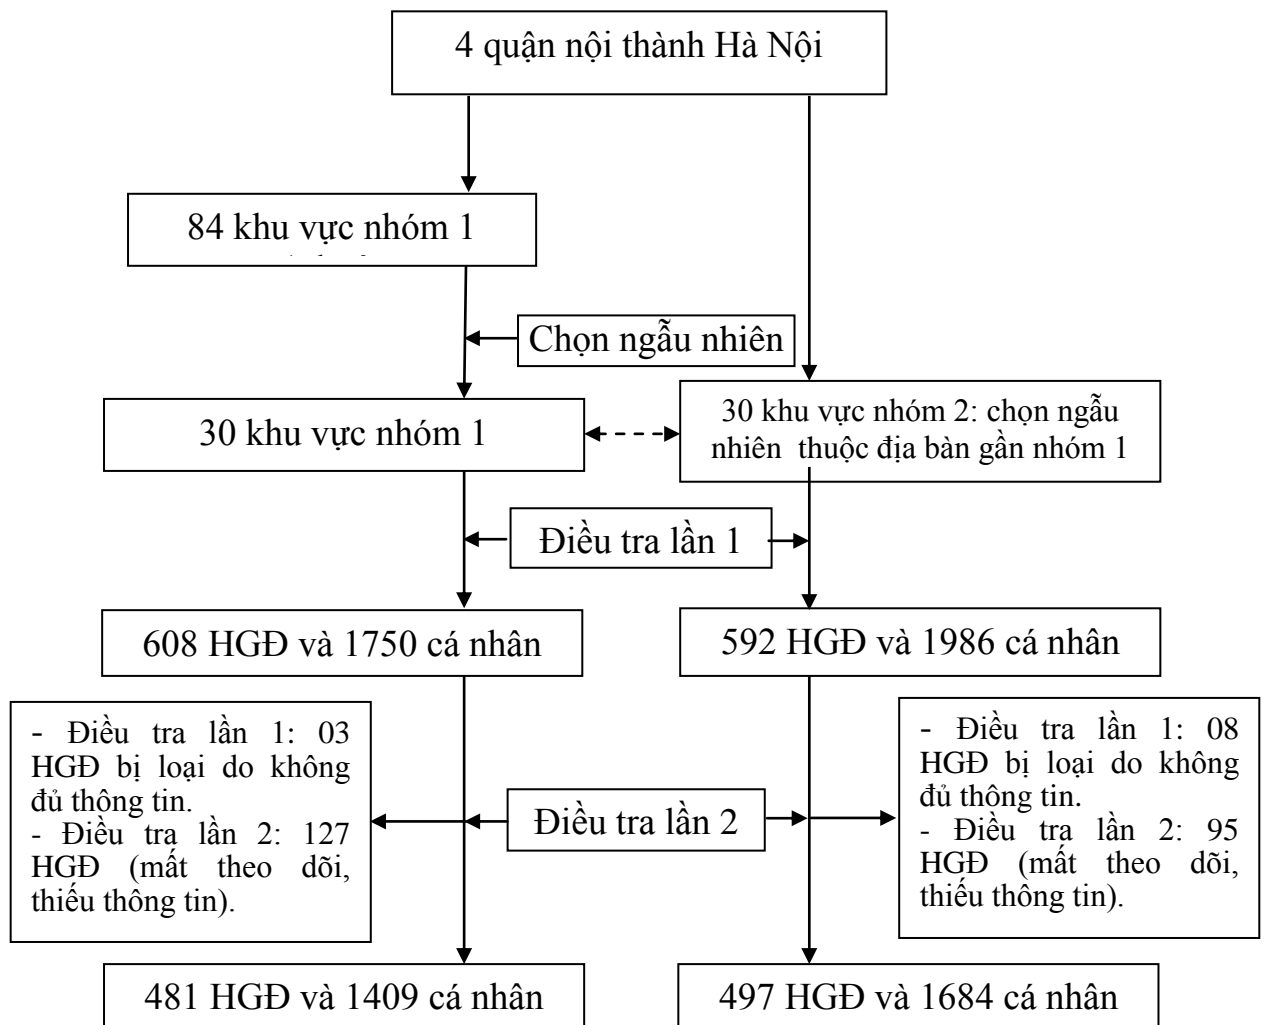 4 quận nội thành Hà Nội
84 khu vực nhóm 1
Chọn ngẫu nhiên
30 khu vực nhóm 1
30 khu vực nhóm 2: chọn ngẫu
nhiên thuộc địa bàn gần nhóm 1
Điều tra lần 1
608 HGĐ và 1750 cá nhân
592 HGĐ và 1986 cá nhân
- Điều tra lần 1: 03
HGĐ bị loại do không
đủ thông tin.
- Điều tra lần 2: 127
HGĐ (mất theo dõi,
thiếu thông tin).
Điều tra lần 2
- Điều tra lần 1: 08
HGĐ bị loại do không
đủ thông tin.
- Điều tra lần 2: 95
HGĐ (mất theo dõi,
thiếu thông tin).
481 HGĐ và 1409 cá nhân
497 HGĐ và 1684 cá nhân